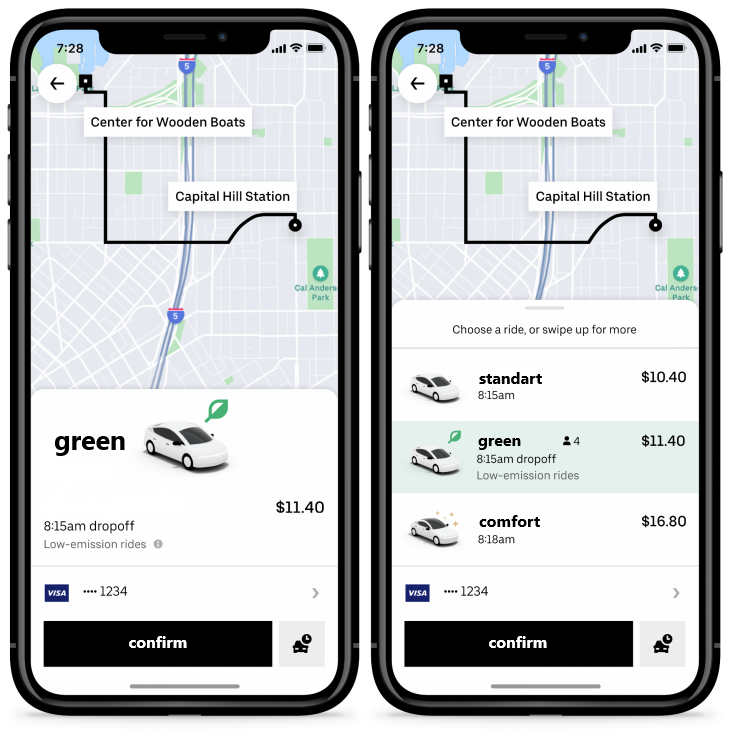 7:28
5
Center for Wooden Boats
Capital Hill Station
Cal Anders
Park
5
green
$11.40
8:15am dropoff
Low-emission rides
VISA •••• 1234
confirm
7:28
5
Center for Wooden Boats
Capital Hill Station
Cal Anders
Park
Choose a ride, or swipe up for more
standart $10.40
8:15am
green 4 $11.40
8:15am dropoff
Low-emission rides
comfort $16.80
8:18am
VISA •••• 1234
confirm